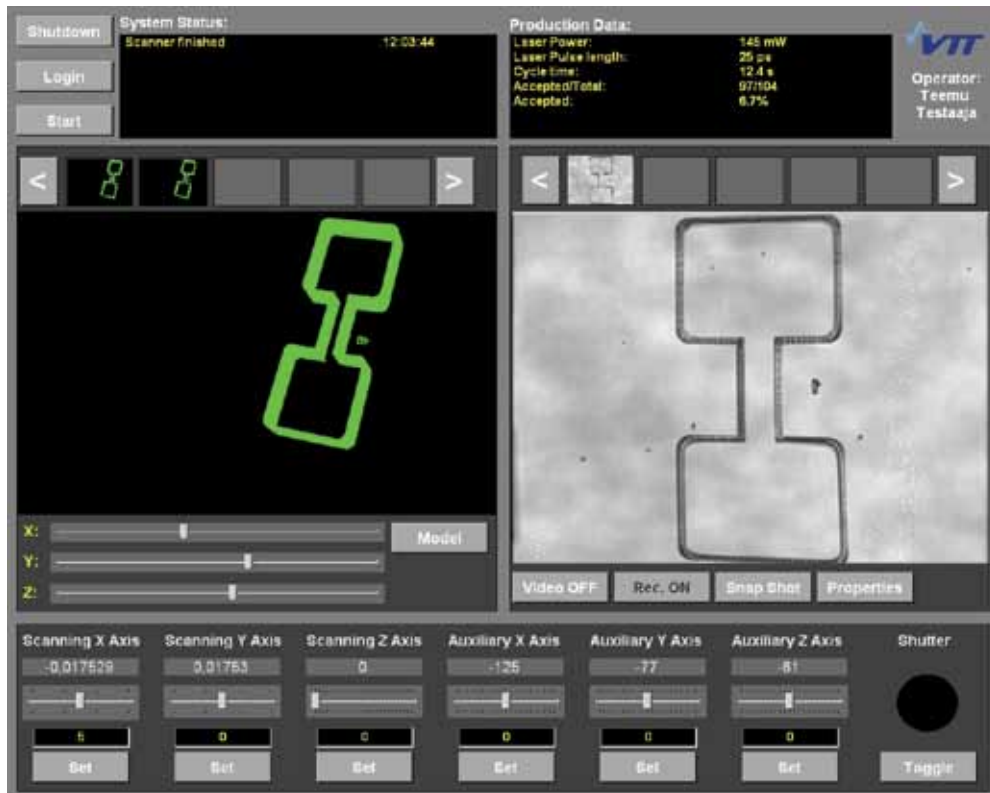 Shutdown
Login
Start
System Status:
Scanner finished 12:03:44
Production Data:
Laser Power: 145 mW
Laser Pulse length: 25 ps
Cycle time: 12.4 s
Accepted/Total: 97/104
Accepted: 6.7%
VTT
Operator:
Teemu
Testaaja
< >
< >
X:
Y:
Z:
Model
Video OFF Rec. ON Snap Shot Properties
Scanning X Axis Scanning Y Axis Scanning Z Axis Auxiliary X Axis Auxiliary Y Axis Auxiliary Z Axis Shutter
-0,017529 0,01753 0 -125 -77 -81
5 0 0 0 0 0
Set Set Set Set Set Set Toggle